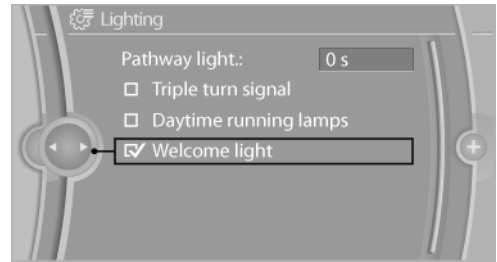 Lighting
Pathway light.: 0 s
Triple turn signal
Daytime running lamps
Welcome light